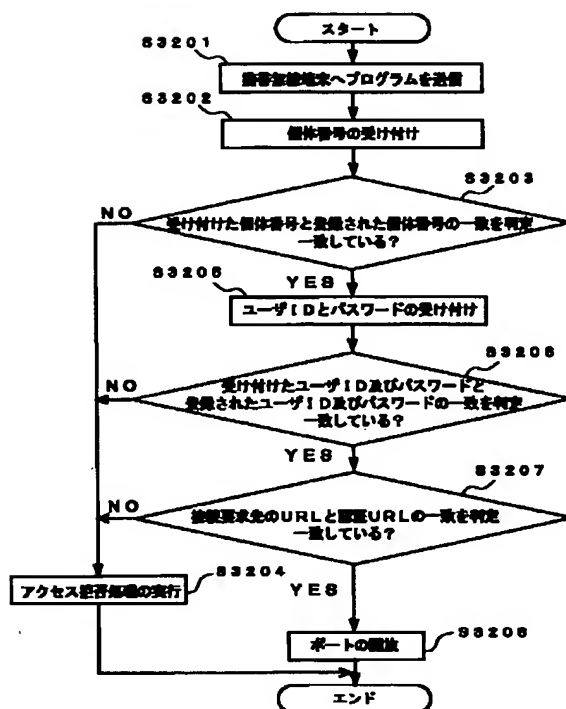 スタート
S3201
携帯無線端末へプログラムを送信
S3202
個体番号の受け付け
S3203
NO
受け付けた個体番号と登録された個体番号の一致を判定
一致している？
YES
S3205
ユーザIDとパスワードの受け付け
S3206
NO
受け付けたユーザID及びパスワードと
登録されたユーザID及びパスワードの一致を判定
一致している？
YES
S3207
NO
接続要求先のURLと認証URLの一致を判定
一致している？
S3204
YES
アクセス拒否処理の実行
S3208
ポートの開放
エンド